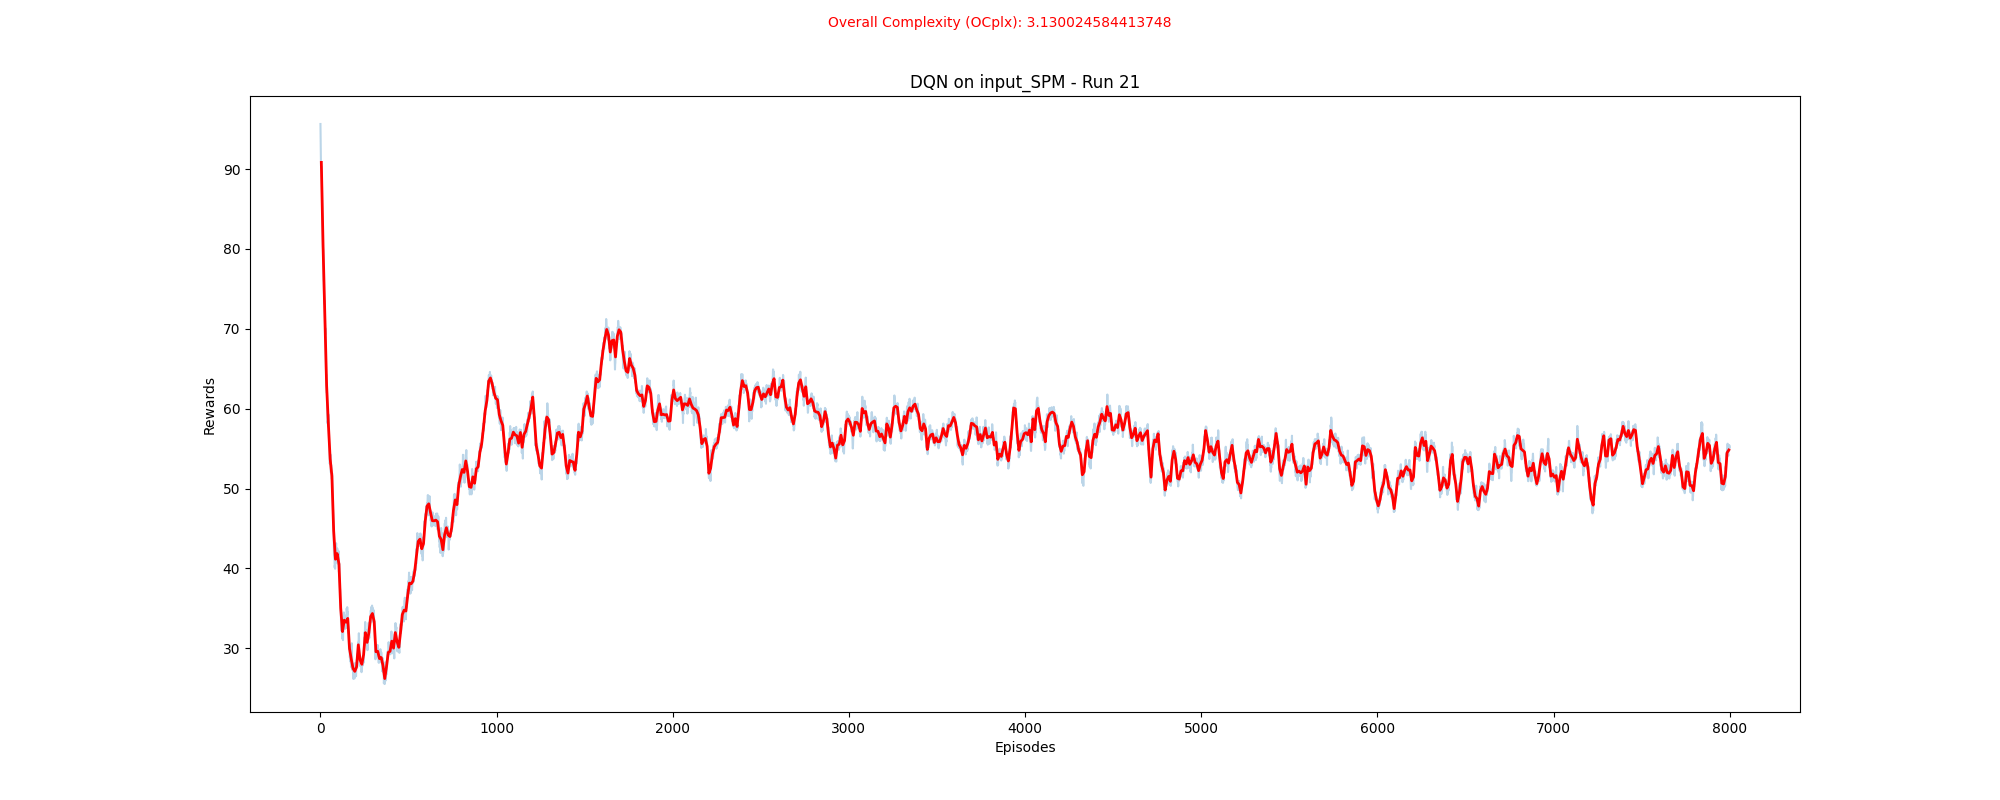 Overall Complexity (OCplx): 3.130024584413748
DQN on input_SPM - Run 21
90
80
70
60
50
40
30
Rewards
0 1000 2000 3000 4000 5000 6000 7000 8000
Episodes